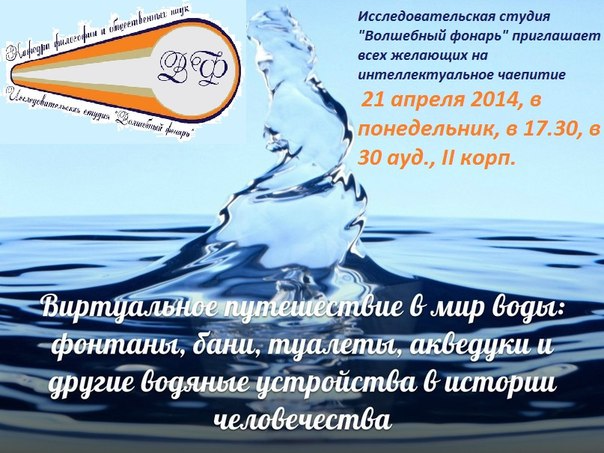 Кафедра философии и общественных наук
ВФ
Исследовательская студия "Волшебный фонарь"
Исследовательская студия
"Волшебный фонарь" приглашает
всех желающих на
интеллектуальное чаепитие
21 апреля 2014, в
понедельник, в 17.30, в
30 ауд., II корп.
Виртуальное путешествие в мир воды:
фонтаны, бани, туалеты, акведуки и
другие водяные устройства в истории
человечества